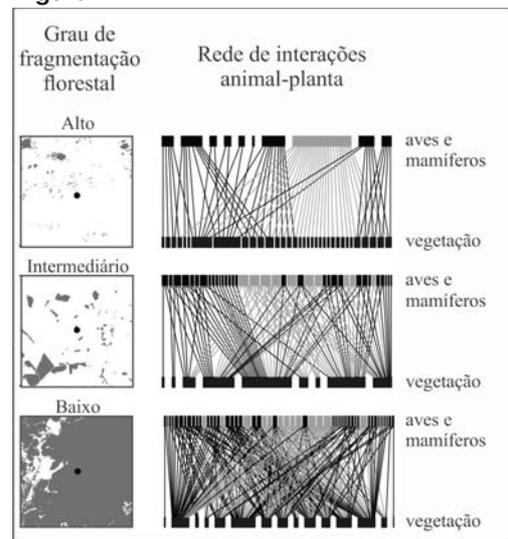 Grau de
fragmentação
florestal
Rede de interações
animal-planta
Alto
aves e
mamíferos
vegetação
Intermediário
aves e
mamíferos
vegetação
Baixo
aves e
mamíferos
vegetação